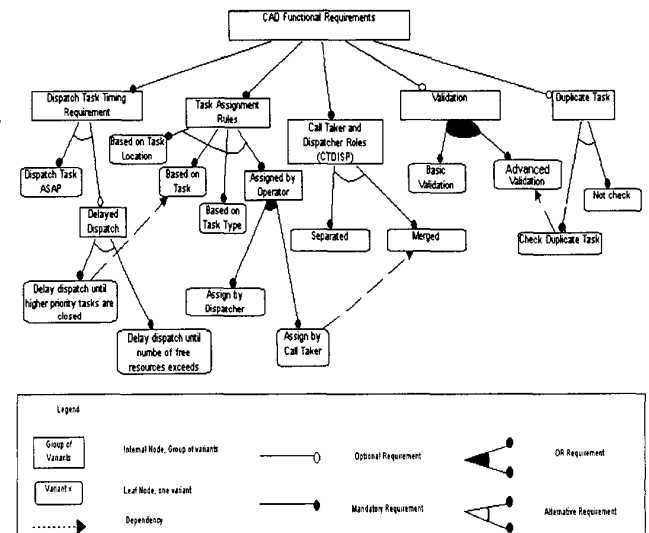 CAD Functional Requirements
Dispatch Task Timing
Requirement
Task Assignment
Rules
Call Taker and
Dispatcher Roles
(CTDISP)
Validation
Duplicate Task
Dispatch Task
ASAP
Delayed
Dispatch
Based on Task
Location
Based on
Task
Based on
Task Type
Assigned by
Operator
Separated
Merged
Basic
Validation
Advanced
Validation
Not check
Check Duplicate Task
Delay dispatch until
higher priority tasks are
closed
Delay dispatch until
numbe of free
resources exceeds
Assign by
Dispatcher
Assign by
Call Taker
Legend
Group of
Variants
Internal Node, Group of variants
Optional Requirement
OR Requirement
Variant x
Leaf Node, one variant
Dependency
Mandatory Requirement
Alternative Requirement